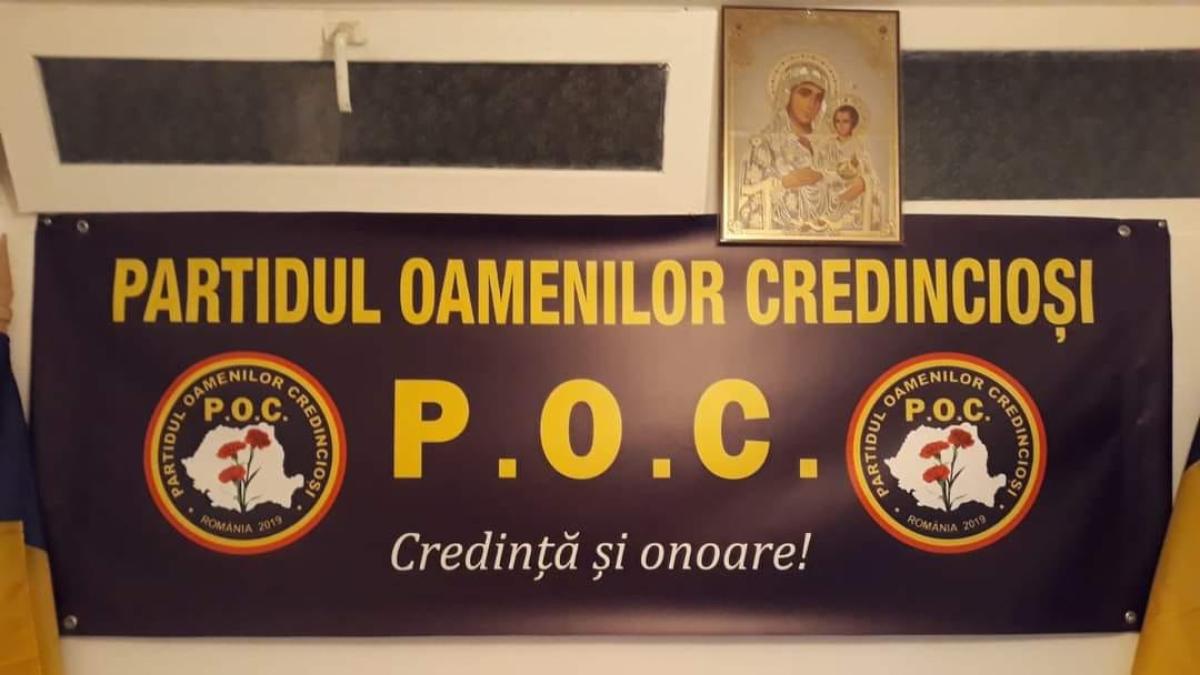 PARTIDUL OAMENILOR CREDINCIOȘI
P.O.C.
Credință și onoare!
PARTIDUL OAMENILOR CREDINCIOȘI
P.O.C.
• ROMÂNIA 2019 •
PARTIDUL OAMENILOR CREDINCIOȘI
P.O.C.
• ROMÂNIA 2019 •